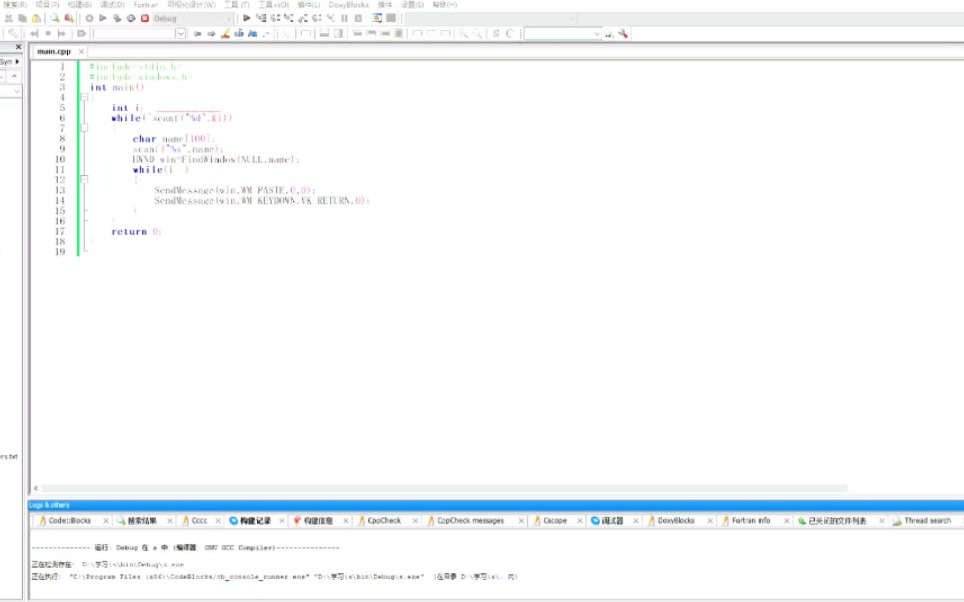 搜索(R) 项目(P) 构建(B) 调试(D) Fortran 可视化设计(W) 工具(T) 工具+(O) 插件(L) DoxyBlocks 设置(S) 帮助(H)
Debug
main.cpp
1 #include<stdio.h>
2 #include<windows.h>
3 int main()
4 {
5 int i;
6 while( scanf("%d",&i))
7
8 char name[100];
9 scanf("%s",name);
10 HWND win=FindWindow(NULL,name);
11 while(i--)
12 {
13 SendMessage(win,WM_PASTE,0,0);
14 SendMessage(win,WM_KEYDOWN,VK_RETURN,0);
15 }
16 }
17 return 0;
18 }
19
rs.txt
Logs & others
Code::Blocks 搜索结果 Cccc 构建记录 构建信息 CppCheck CppCheck messages Cscope 调试器 DoxyBlocks Fortran info 已关闭的文件列表 Thread search
-------------- 运行: Debug 在 s 中 (编译器: GNU GCC Compiler)---------------
正在检测存在: D:\学习\s\bin\Debug\s.exe
正在执行: "C:\Program Files (x86)\CodeBlocks/cb_console_runner.exe" "D:\学习\s\bin\Debug\s.exe" (在目录 D:\学习\s\. 内)